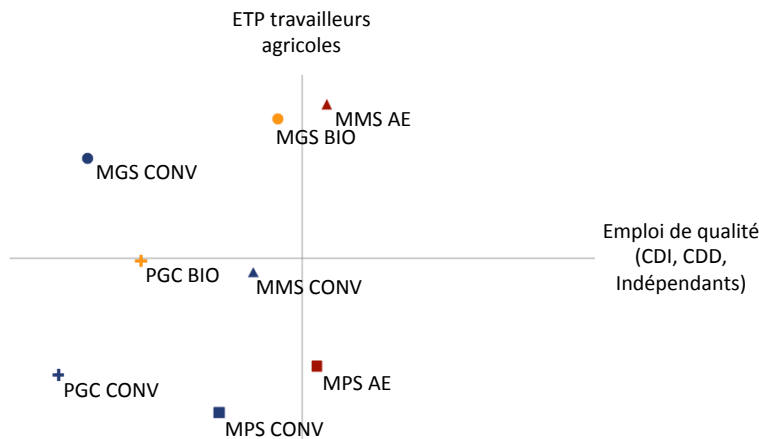 ETP travailleurs
agricoles
MMS AE
MGS BIO
MGS CONV
Emploi de qualité
(CDI, CDD,
Indépendants)
PGC BIO
MMS CONV
MPS AE
PGC CONV
MPS CONV